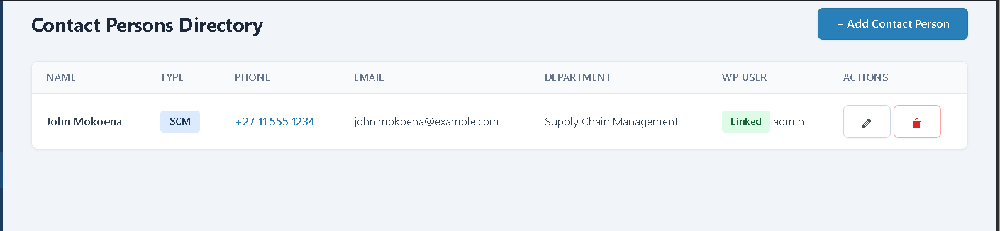 Contact Persons Directory
+ Add Contact Person
NAME TYPE PHONE EMAIL DEPARTMENT WP USER ACTIONS
John Mokoena SCM +27 11 555 1234 john.mokoena@example.com Supply Chain Management Linked admin